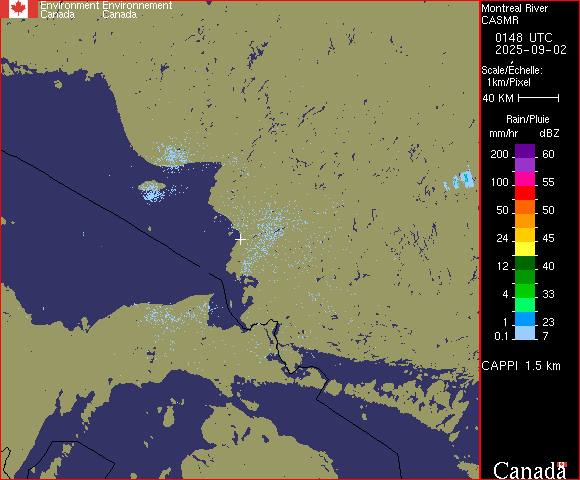 Environment Environnement
Canada Canada
Montreal River
CASMR
0148 UTC
2025-09-02
Scale/Échelle:
1km/Pixel
40 KM
Rain/Pluie
mm/hr dBZ
200 60
100 55
50 50
24 45
12 39
4 33
1 23
0.1 7
CAPPI 1.5 km
Canada